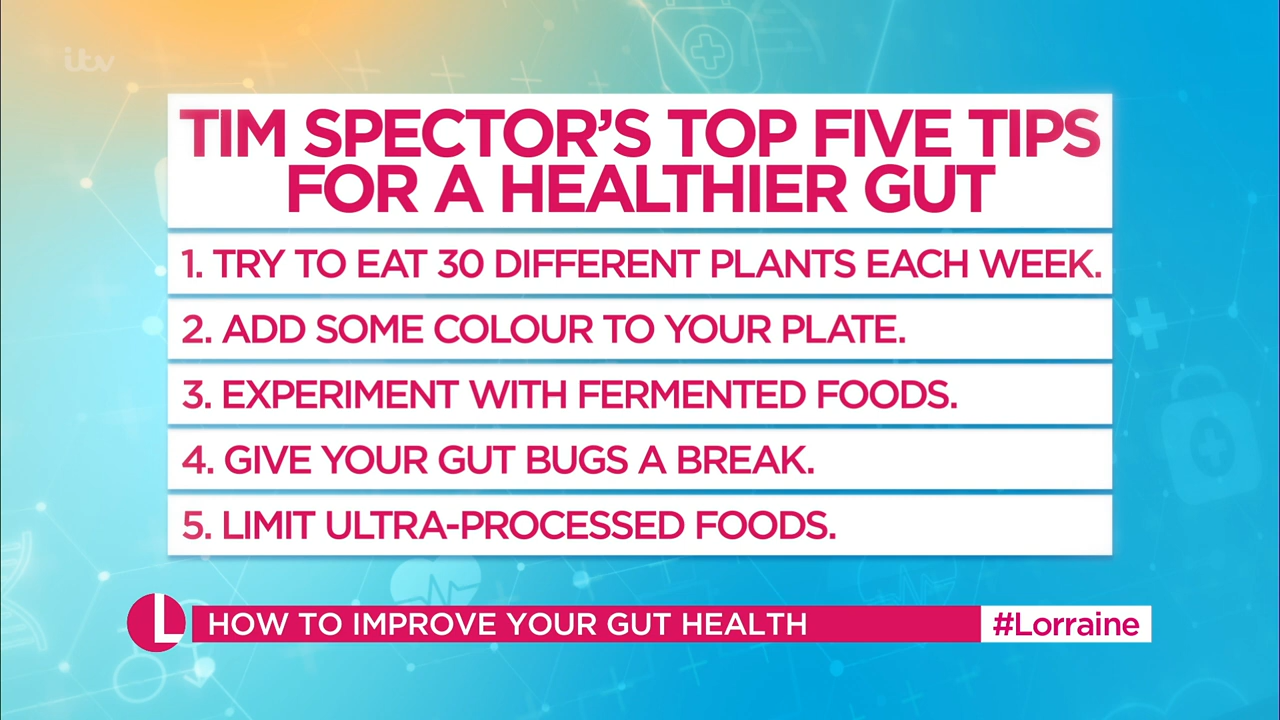 itv
TIM SPECTOR'S TOP FIVE TIPS
FOR A HEALTHIER GUT
1. TRY TO EAT 30 DIFFERENT PLANTS EACH WEEK.
2. ADD SOME COLOUR TO YOUR PLATE.
3. EXPERIMENT WITH FERMENTED FOODS.
4. GIVE YOUR GUT BUGS A BREAK.
5. LIMIT ULTRA-PROCESSED FOODS.
L HOW TO IMPROVE YOUR GUT HEALTH #Lorraine